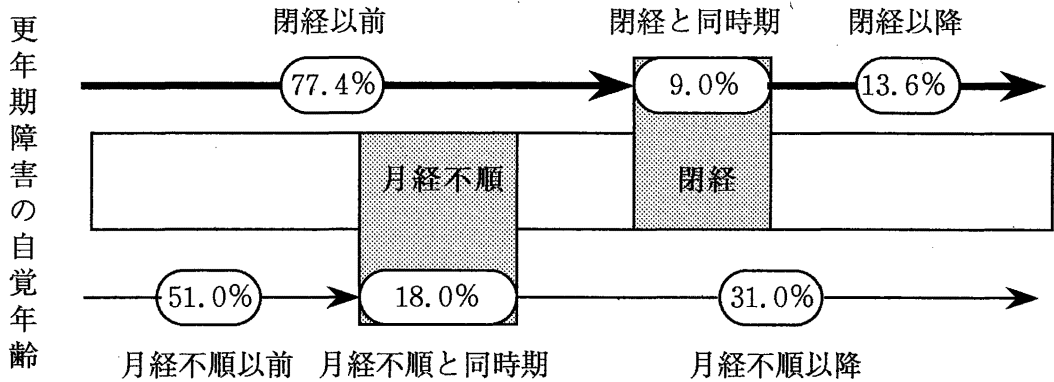 更年期障害の自覚年齢
閉経以前 閉経と同時期 閉経以降
77.4% 9.0% 13.6%
月経不順 閉経
51.0% 18.0% 31.0%
月経不順以前 月経不順と同時期 月経不順以降